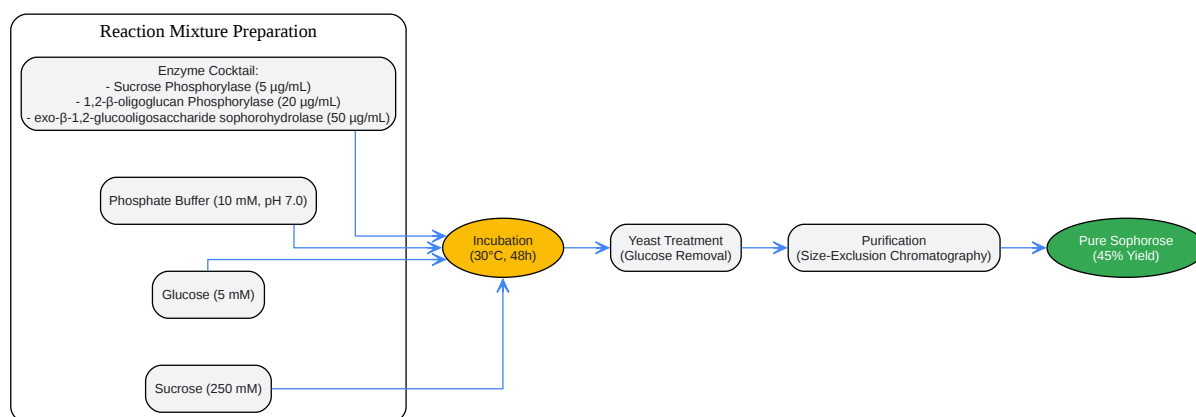 Reaction Mixture Preparation
Enzyme Cocktail:
- Sucrose Phosphorylase (5 µg/mL)
- 1,2-β-oligoglucan Phosphorylase (20 µg/mL)
- exo-β-1,2-glucooligosaccharide sophorohydrolase (50 µg/mL)
Phosphate Buffer (10 mM, pH 7.0)
Glucose (5 mM)
Sucrose (250 mM)
Incubation
(30°C, 48h)
Yeast Treatment
(Glucose Removal)
Purification
(Size-Exclusion Chromatography)
Pure Sophorose
(45% Yield)